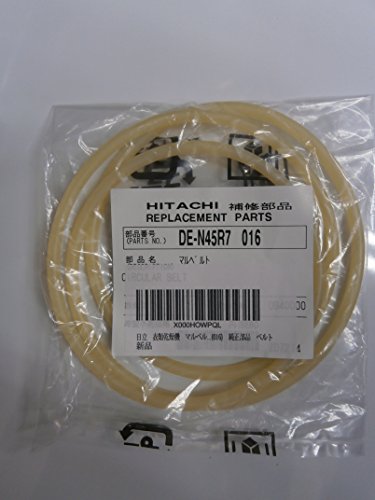 HITACHI 補修部品
REPLACEMENT PARTS
部品番号
(PARTS NO.) DE-N45R7 016
部品名 マルベルト
CIRCULAR BELT
X000HOWPQL
日立 衣類乾燥機 マルベル 純正部品 ベルト
新品